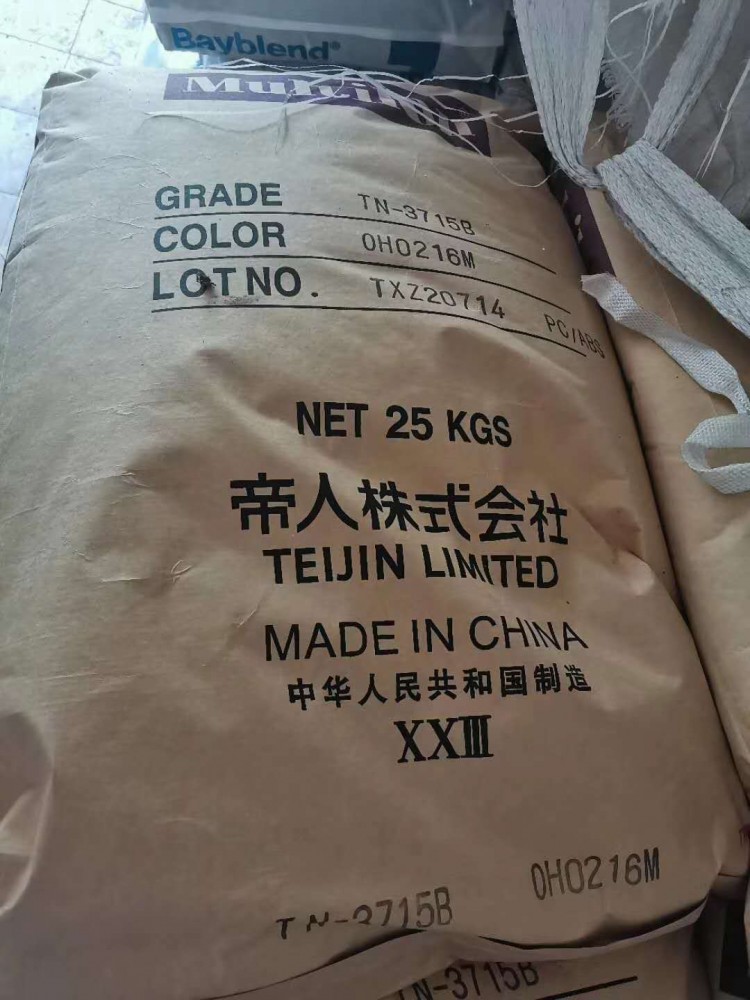 Bayblend®
GRADE TN-3715B
COLOR 0H0216M
LOT NO. TXZ20714 PC/ABS
NET 25 KGS
帝人株式会社
TEIJIN LIMITED
MADE IN CHINA
中华人民共和国制造
XXIII
TN-3715B 0H0216M
TN-3715B